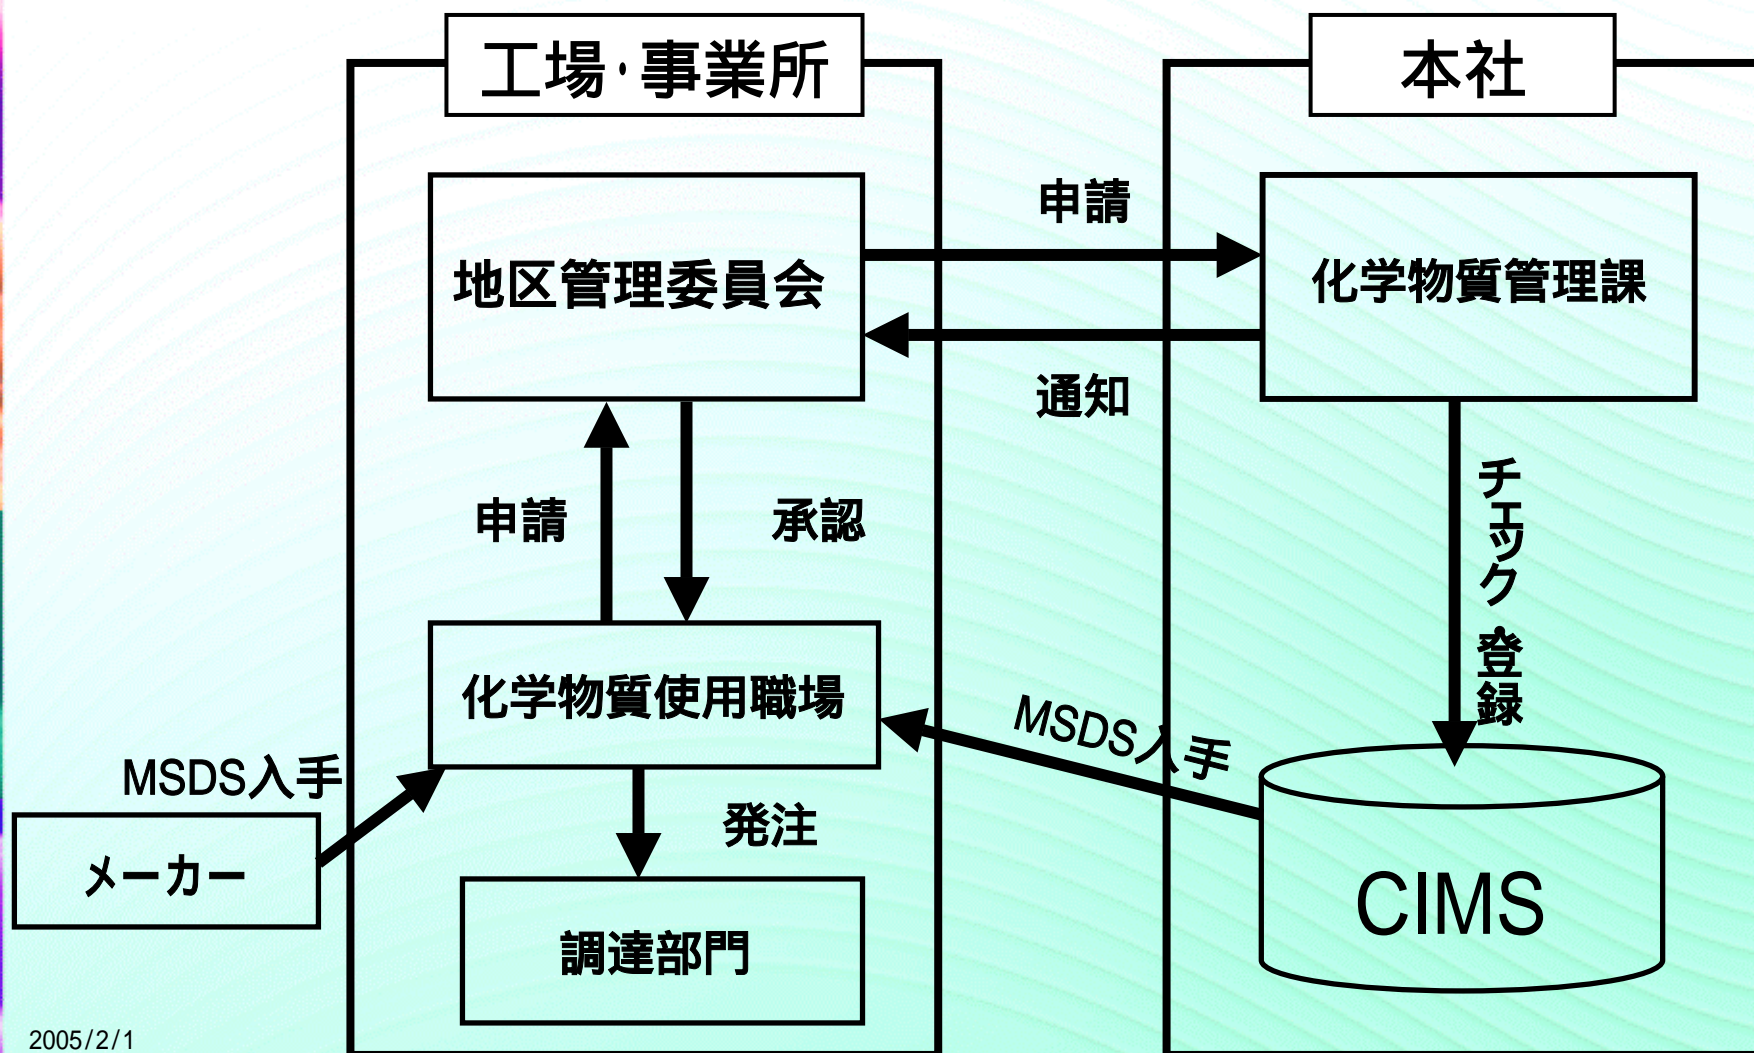 工場・事業所
本社
申請
地区管理委員会
化学物質管理課
通知
申請
承認
チェック・登録
化学物質使用職場
MSDS入手
MSDS入手
発注
メーカー
CIMS
調達部門
2005/2/1